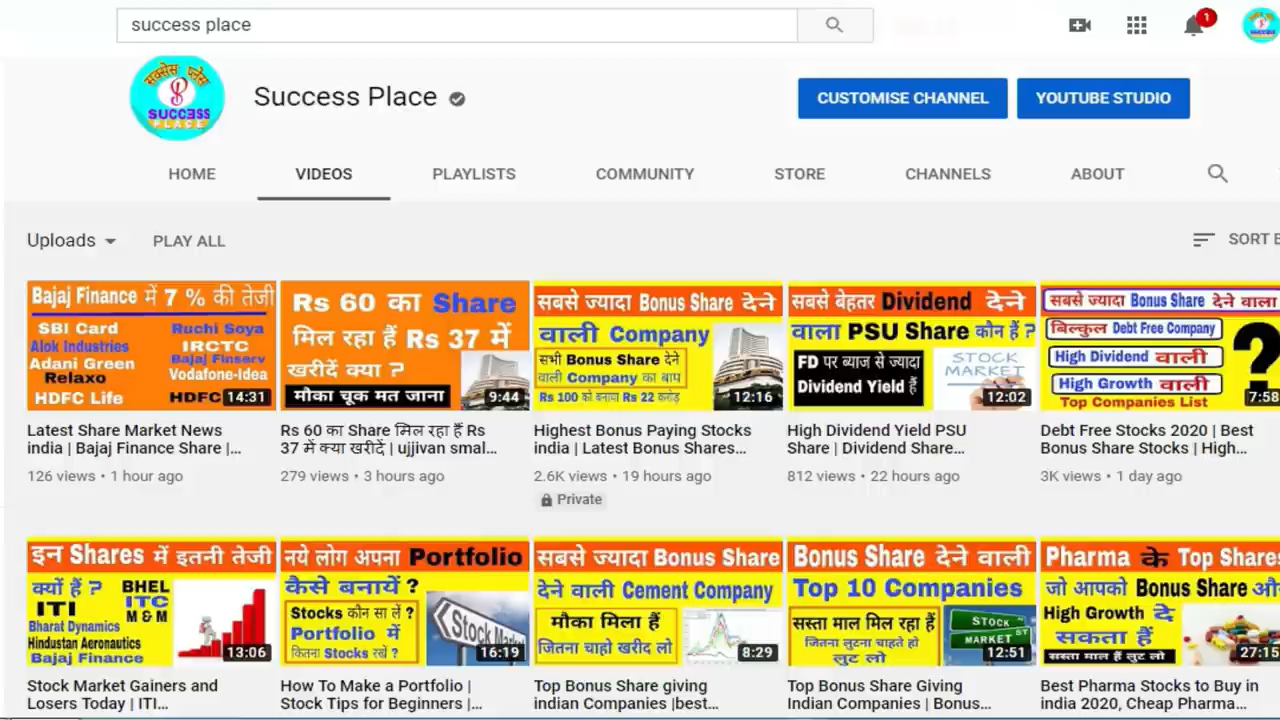 success place
1
सक्सेस प्लेस
SUCCESS
PLACE
Success Place
CUSTOMISE CHANNEL
YOUTUBE STUDIO
HOME
VIDEOS
PLAYLISTS
COMMUNITY
STORE
CHANNELS
ABOUT
Uploads
PLAY ALL
SORT B
Bajaj Finance में 7 % की तेजी
SBI Card
Alok Industries
Adani Green
Relaxo
HDFC Life
Ruchi Soya
IRCTC
Bajaj Finserv
Vodafone-Idea
HDFC
14:31
Latest Share Market News
india | Bajaj Finance Share |...
126 views • 1 hour ago
Rs 60 का Share
मिल रहा हैं Rs 37 में
खरीदें क्या ?
मौका चूक मत जाना
9:44
Rs 60 का Share मिल रहा हैं Rs
37 में क्या खरीदें | ujjivan smal...
279 views • 3 hours ago
सबसे ज्यादा Bonus Share देने
वाली Company
सभी Bonus Share देने
वाली Company का बाप
Rs 100 को बनाया Rs 22 करोड़
12:16
Highest Bonus Paying Stocks
india | Latest Bonus Shares...
2.6K views • 19 hours ago
Private
सबसे बेहतर Dividend देने
वाला PSU Share कौन हैं ?
FD पर ब्याज से ज्यादा
Dividend Yield हैं
STOCK
MARKET
12:02
High Dividend Yield PSU
Share | Dividend Share...
812 views • 22 hours ago
सबसे ज्यादा Bonus Share देने वाला
बिल्कुल Debt Free Company
High Dividend वाली
High Growth वाली
Top Companies List
?
7:58
Debt Free Stocks 2020 | Best
Bonus Share Stocks | High...
3K views • 1 day ago
इन Shares में इतनी तेजी
क्यों हैं ?
ITI
Bharat Dynamics
Hindustan Aeronautics
Bajaj Finance
BHEL
ITC
M & M
13:06
Stock Market Gainers and
Losers Today | ITI...
नये लोग अपना Portfolio
कैसे बनायें ?
Stocks कौन सा लें ?
Portfolio में
कितना Stocks रखें ?
Stock Market
16:19
How To Make a Portfolio |
Stock Tips for Beginners |...
सबसे ज्यादा Bonus Share
देने वाली Cement Company
मौका मिला हैं
जितना चाहो खरीद लो
8:29
Top Bonus Share giving
indian Companies |best...
Bonus Share देने वाली
Top 10 Companies
सस्ता माल मिल रहा हैं
जितना लुटना चाहते हो
लुट लो
STOCK
MARKET ST
12:51
Top Bonus Share Giving
Indian Companies | Bonus...
Pharma के Top Shares
जो आपको Bonus Share और
High Growth दे
सकता हैं
सस्ता माल हैं लुट लो
27:15
Best Pharma Stocks to Buy in
india 2020, Cheap Pharma...